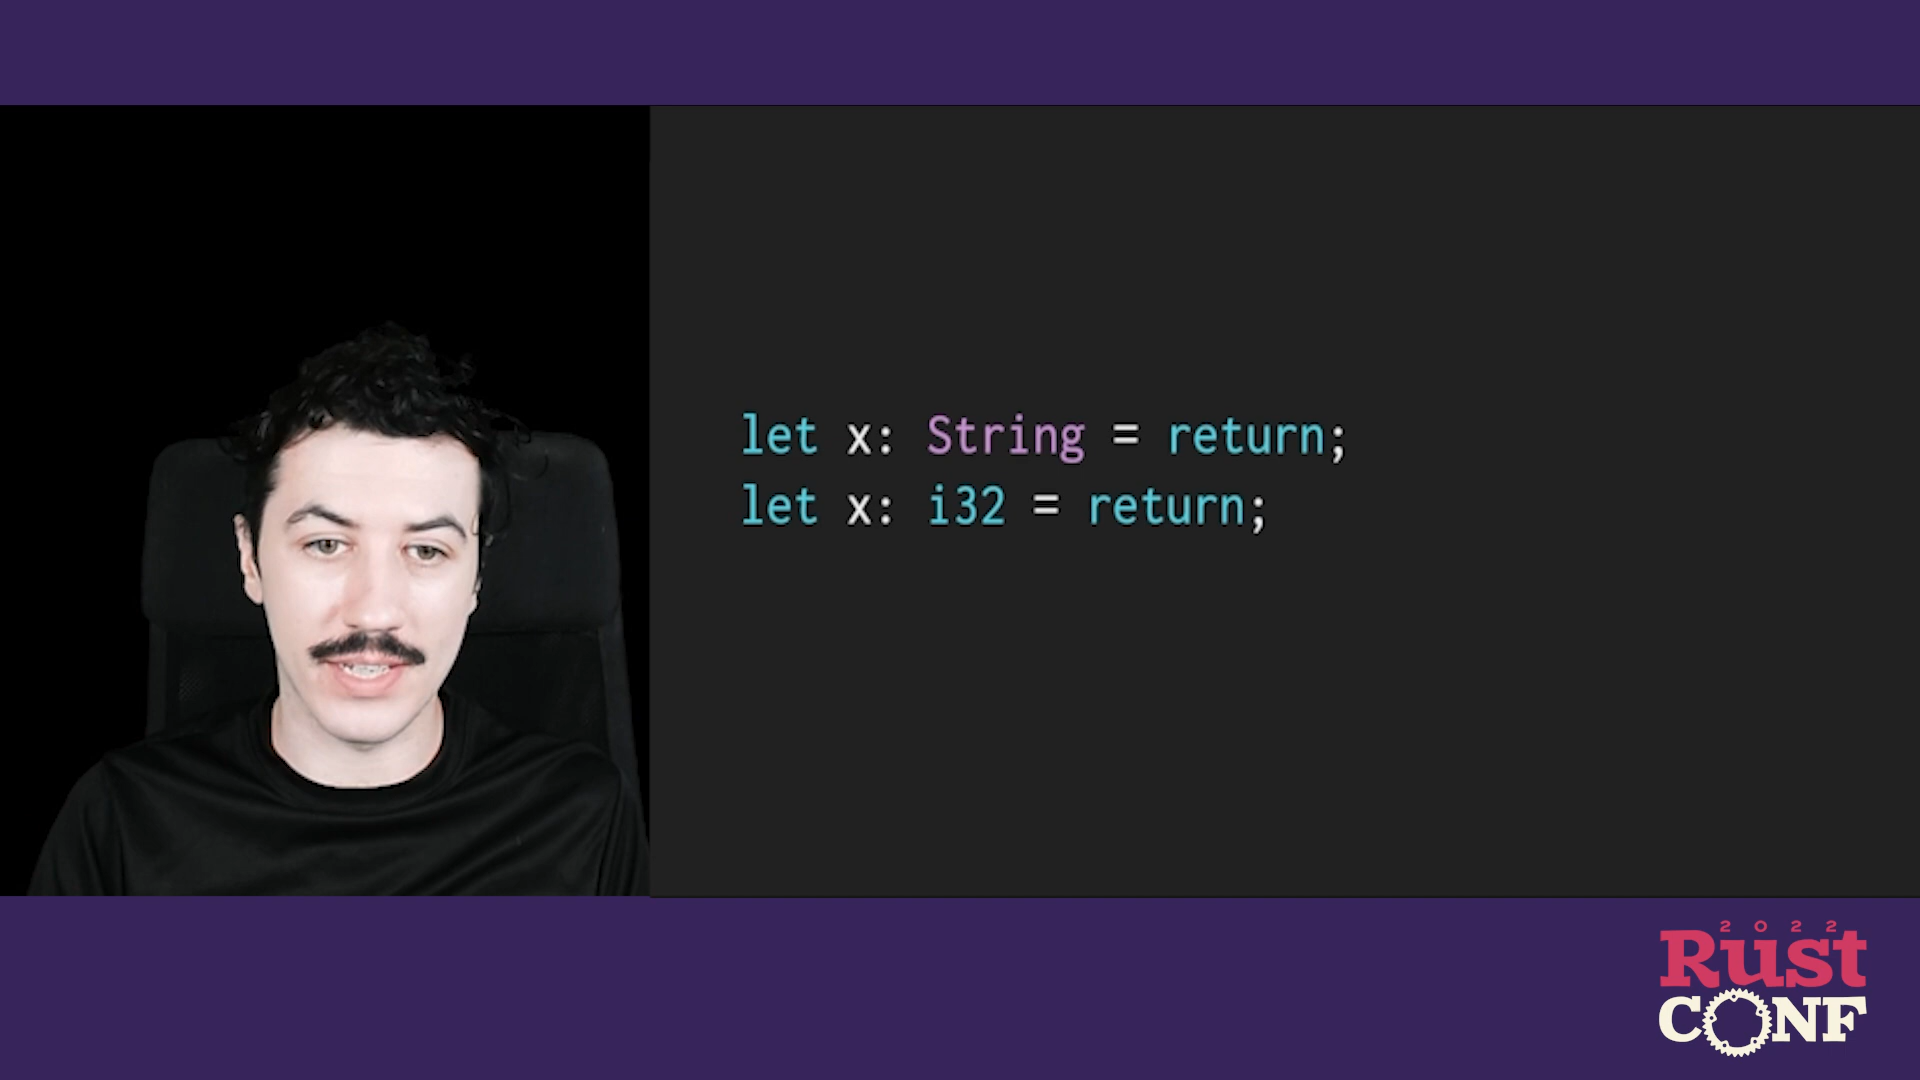 let x: String = return;
let x: i32 = return;
2022
Rust
CONF